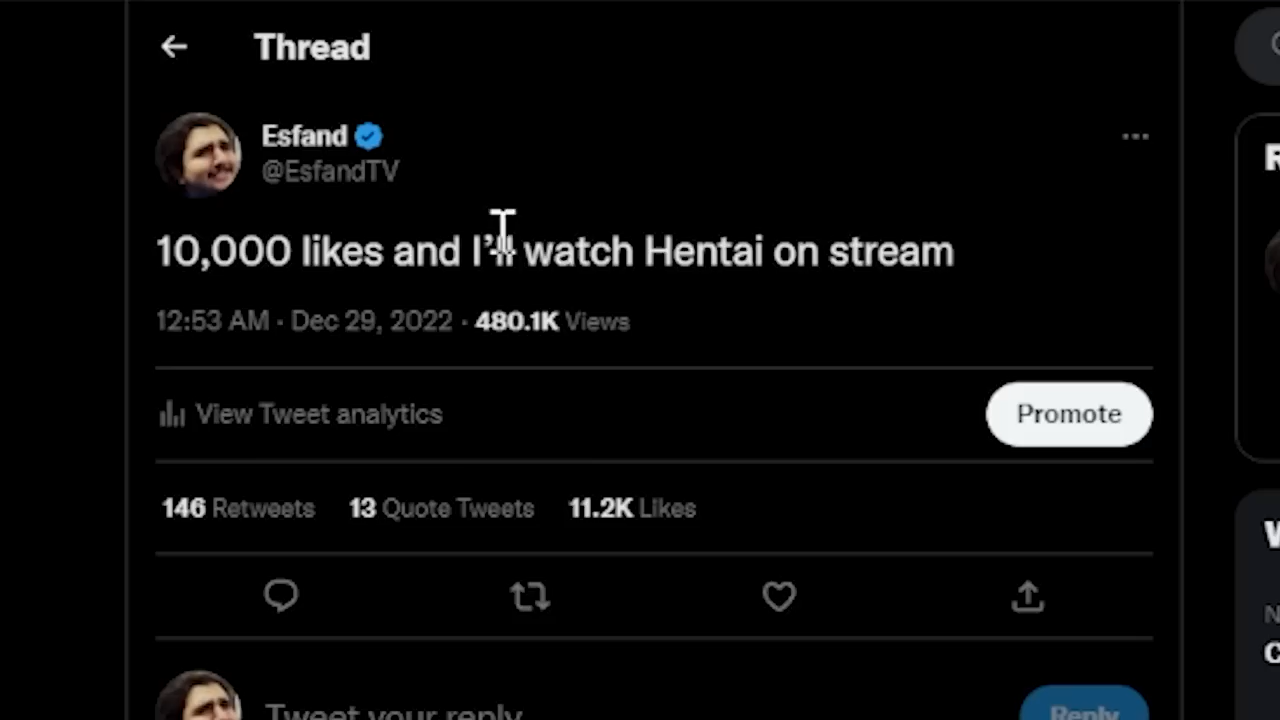 Thread
Esfand
@EsfandTV
10,000 likes and I'll watch Hentai on stream
12:53 AM · Dec 29, 2022 · 480.1K Views
View Tweet analytics
Promote
146 Retweets 13 Quote Tweets 11.2K Likes
Tweet your reply
Reply